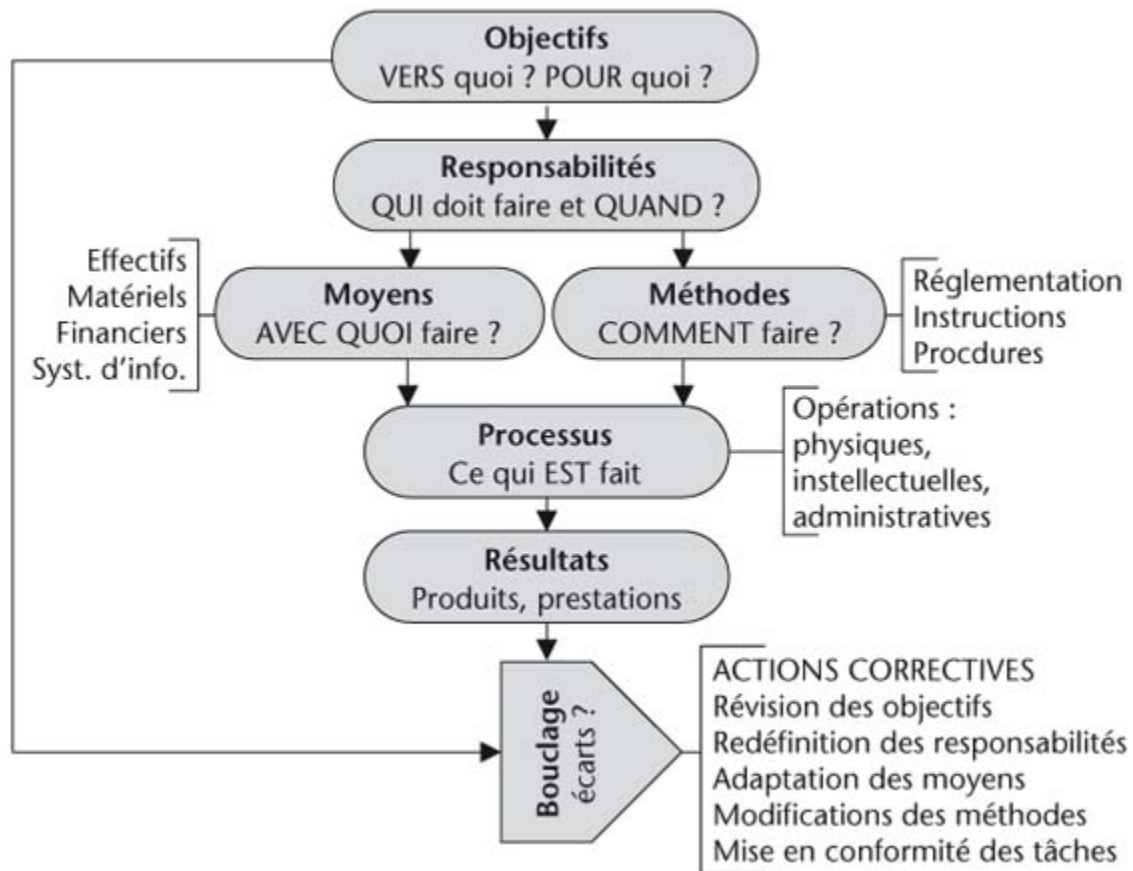 Objectifs
VERS quoi ? POUR quoi ?
Responsabilités
QUI doit faire et QUAND ?
Effectifs
Matériels
Financiers
Syst. d'info.
Moyens
AVEC QUOI faire ?
Méthodes
COMMENT faire ?
Réglementation
Instructions
Procdures
Processus
Ce qui EST fait
Opérations :
physiques,
instellectuelles,
administratives
Résultats
Produits, prestations
Bouclage
écarts ?
ACTIONS CORRECTIVES
Révision des objectifs
Redéfinition des responsabilités
Adaptation des moyens
Modifications des méthodes
Mise en conformité des tâches